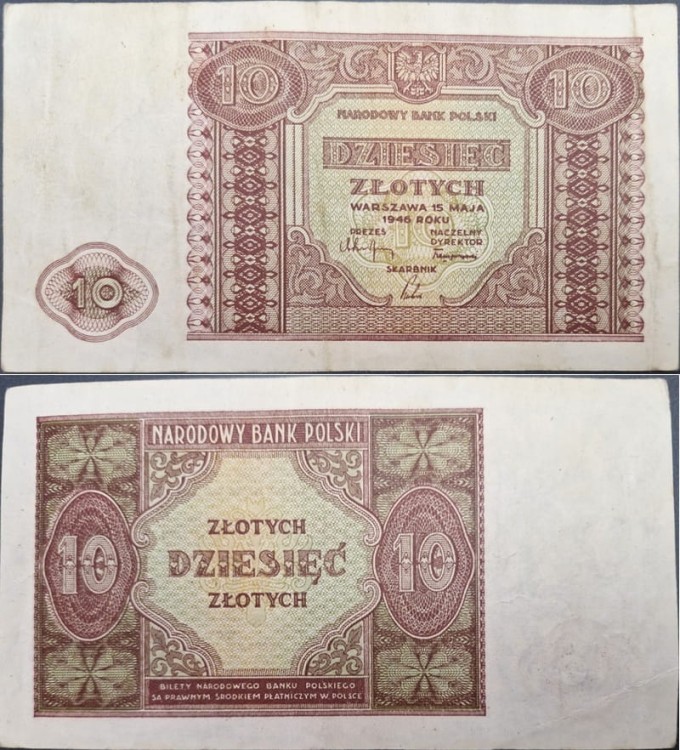 10
10
NARODOWY BANK POLSKI
DZIESIĘĆ
ZŁOTYCH
WARSZAWA 15 MAJA
1946 ROKU
PREZES NACZELNY
DYREKTOR
SKARBNIK
10
10
NARODOWY BANK POLSKI
10
ZŁOTYCH
DZIESIĘĆ
ZŁOTYCH
10
BILETY NARODOWEGO BANKU POLSKIEGO
SĄ PRAWNYM ŚRODKIEM PŁATNICZYM W POLSCE